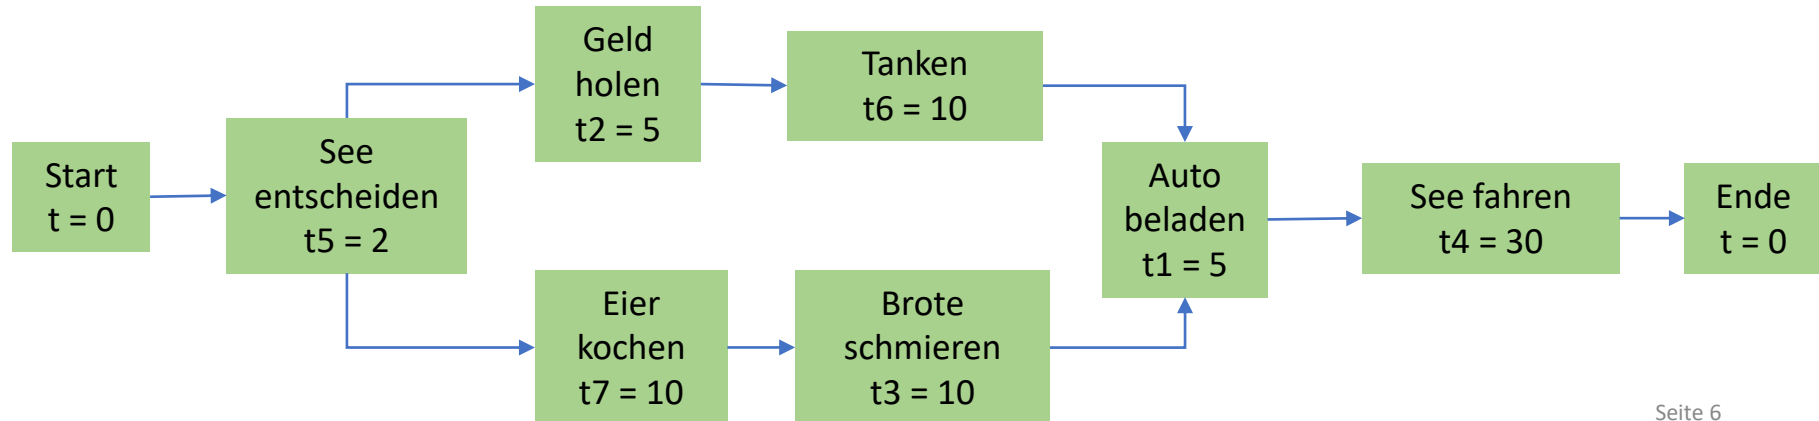 Start
t = 0
See
entscheiden
t5 = 2
Geld
holen
t2 = 5
Tanken
t6 = 10
Eier
kochen
t7 = 10
Brote
schmieren
t3 = 10
Auto
beladen
t1 = 5
See fahren
t4 = 30
Ende
t = 0
Seite 6